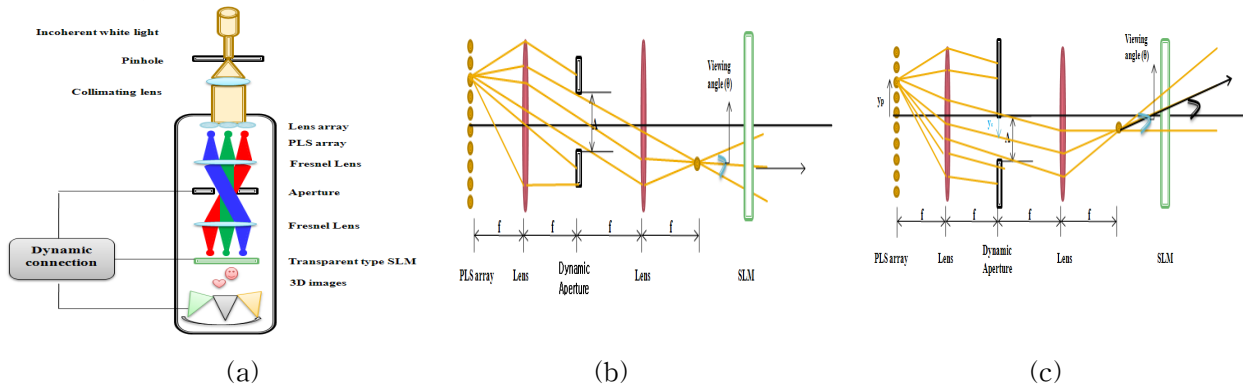 Incoherent white light
Pinhole
Collimating lens
Lens array
PLS array
Fresnel Lens
Aperture
Fresnel Lens
Dynamic
connection
Transparent type SLM
3D images
(a)
Viewing
angle (θ)
A
f
f
f
f
PLS array
Lens
Dynamic
Aperture
Lens
SLM
(b)
Viewing
angle (θ)
yp
A
f
f
f
f
PLS array
Lens
Dynamic
Aperture
Lens
SLM
(c)